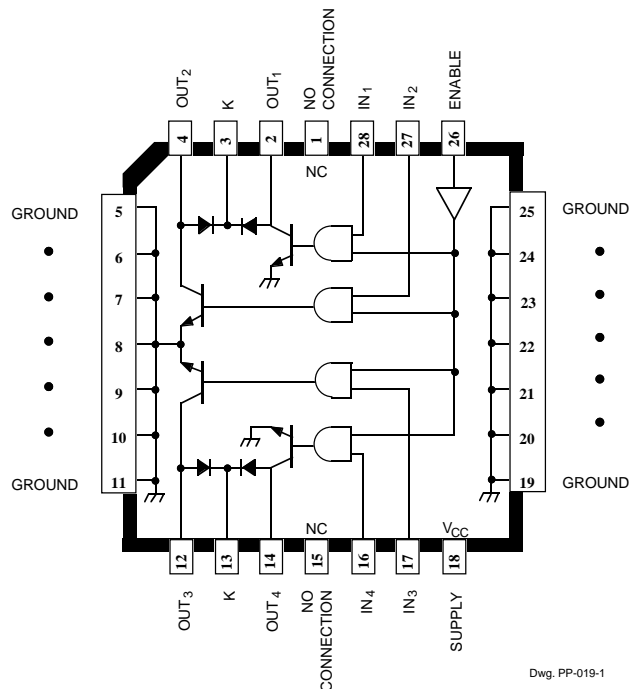 OUT2
K
OUT1
NO
CONNECTION
IN1
IN2
ENABLE
4
3
2
1
28
27
26
NC
GROUND
5
6
7
8
9
10
11
GROUND
25
GROUND
24
23
22
21
20
19
GROUND
NC
VCC
12
13
14
15
16
17
18
OUT3
K
OUT4
NO
CONNECTION
IN4
IN3
SUPPLY
Dwg. PP-019-1